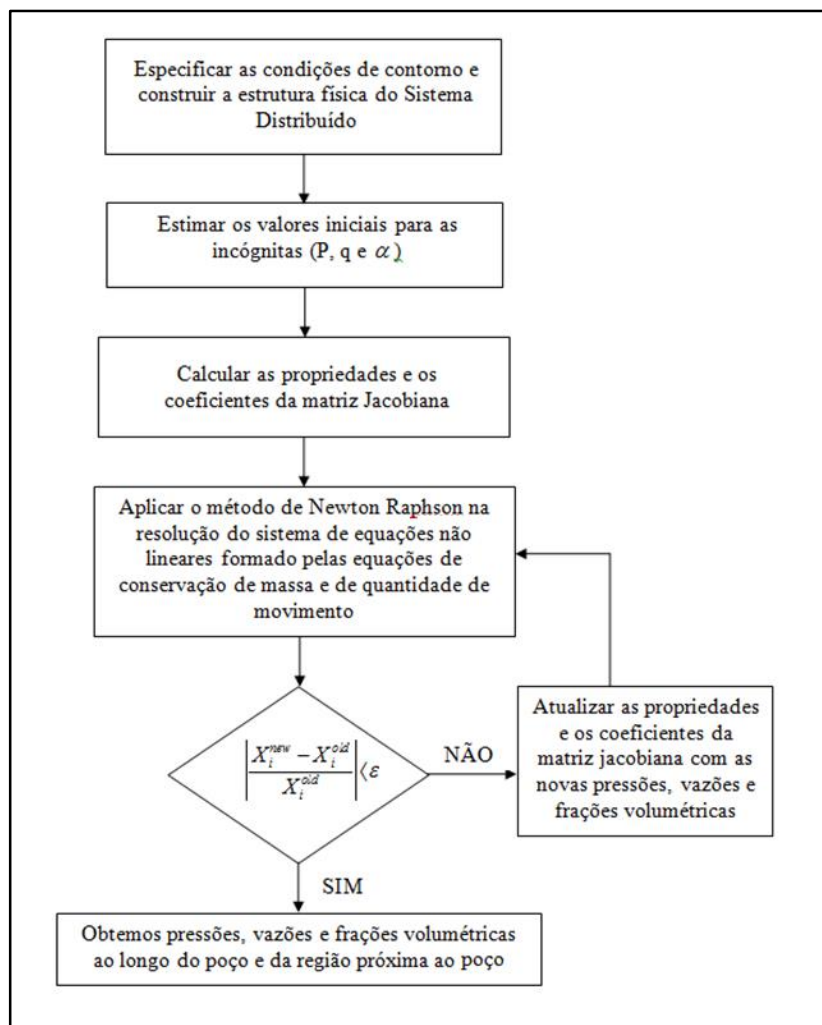 Especificar as condições de contorno e
construir a estrutura física do Sistema
Distribuído
Estimar os valores iniciais para as
incógnitas (P, q e α)
Calcular as propriedades e os
coeficientes da matriz Jacobiana
Aplicar o método de Newton Raphson na
resolução do sistema de equações não
lineares formado pelas equações de
conservação de massa e de quantidade de
movimento
|X_i^{new} − X_i^{old} / X_i^{old}| ⟨ ε
NÃO
Atualizar as propriedades
e os coeficientes da
matriz jacobiana com as
novas pressões, vazões e
frações volumétricas
SIM
Obtemos pressões, vazões e frações volumétricas
ao longo do poço e da região próxima ao poço